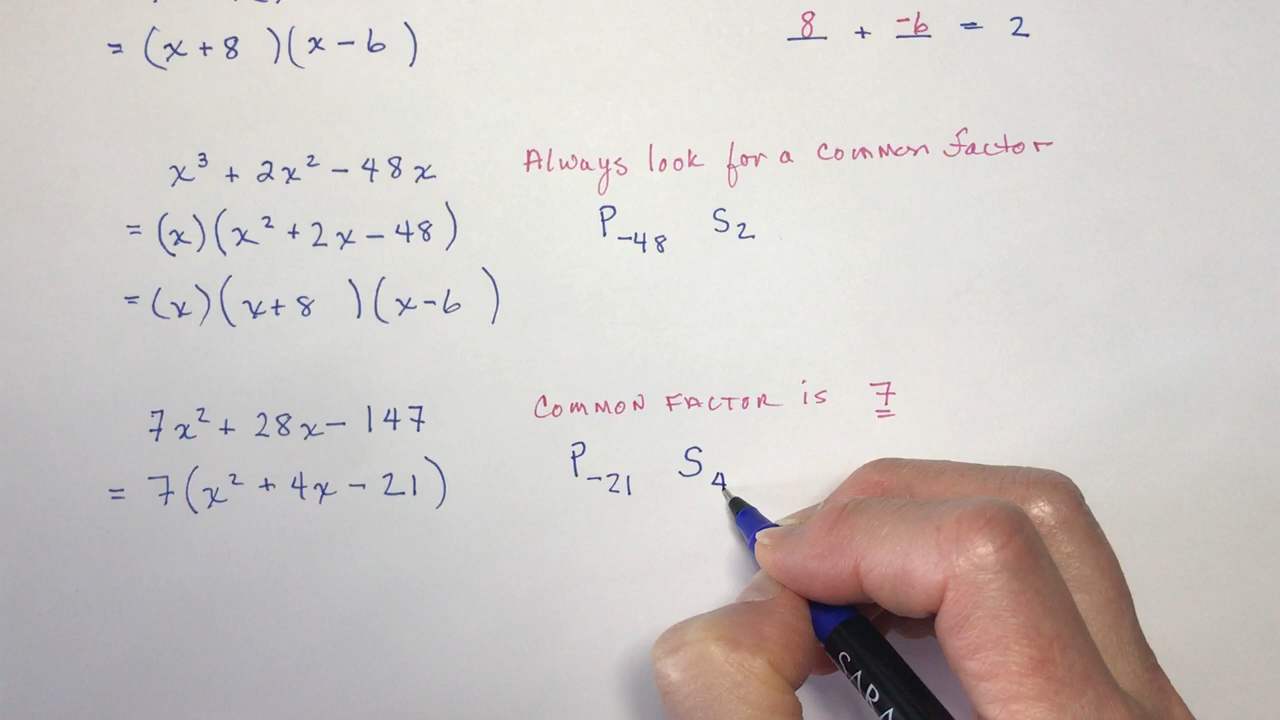 = (x+8 )(x-6 )
8 + -6 = 2
x³ + 2x² - 48x
Always look for a common factor
= (x)(x² + 2x - 48)
P₋₄₈ S₂
= (x)(x+8 )(x-6 )
7x² + 28x - 147
COMMON FACTOR is 7
= 7(x² + 4x - 21)
P₋₂₁ S₄